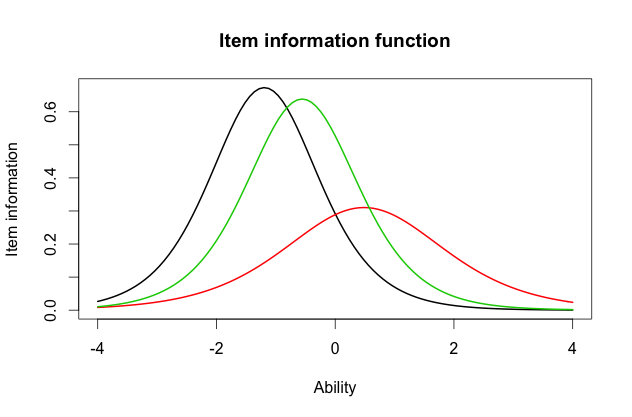 Item information function
Item information
0.6
0.4
0.2
0.0
-4 -2 0 2 4
Ability